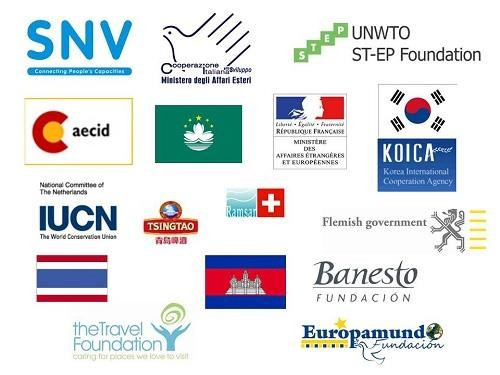 SNV
Connecting People's Capacities
Cooperazione Italiana Sviluppo
Ministero degli Affari Esteri
STEP
UNWTO
ST-EP Foundation
aecid
Liberté • Égalité • Fraternité
RÉPUBLIQUE FRANÇAISE
MINISTÈRE
DES
AFFAIRES ÉTRANGÈRES
ET EUROPÉENNES
KOICA
Korea International
Cooperation Agency
National Committee of
The Netherlands
IUCN
The World Conservation Union
TSINGTAO
青岛啤酒
Ramsar
Flemish government
Banesto
FUNDACIÓN
theTravel
Foundation
caring for places we love to visit
Europamundo
Fundación